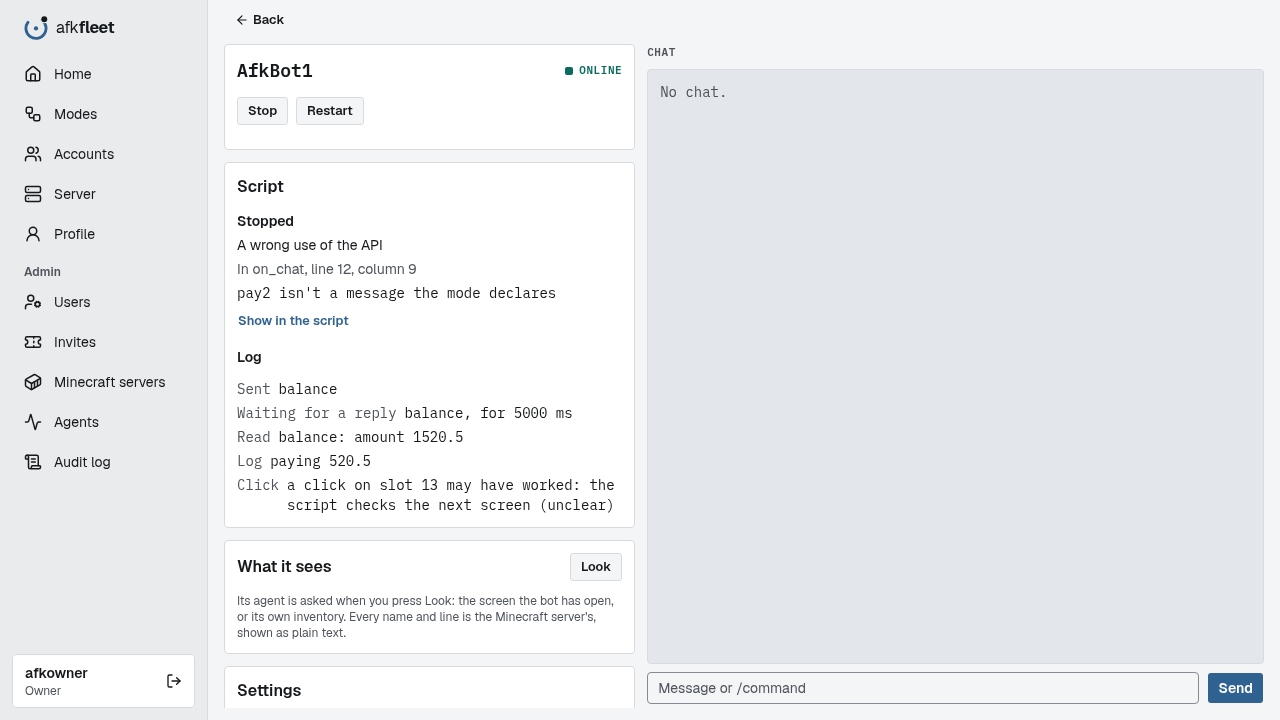 afkfleet
Home
Modes
Accounts
Server
Profile
Admin
Users
Invites
Minecraft servers
Agents
Audit log
afkowner
Owner
Back
AfkBot1
ONLINE
Stop
Restart
Script
Stopped
A wrong use of the API
In on_chat, line 12, column 9
pay2 isn't a message the mode declares
Show in the script
Log
Sent balance
Waiting for a reply balance, for 5000 ms
Read balance: amount 1520.5
Log paying 520.5
Click a click on slot 13 may have worked: the
script checks the next screen (unclear)
What it sees
Look
Its agent is asked when you press Look: the screen the bot has open,
or its own inventory. Every name and line is the Minecraft server's,
shown as plain text.
Settings
CHAT
No chat.
Message or /command
Send